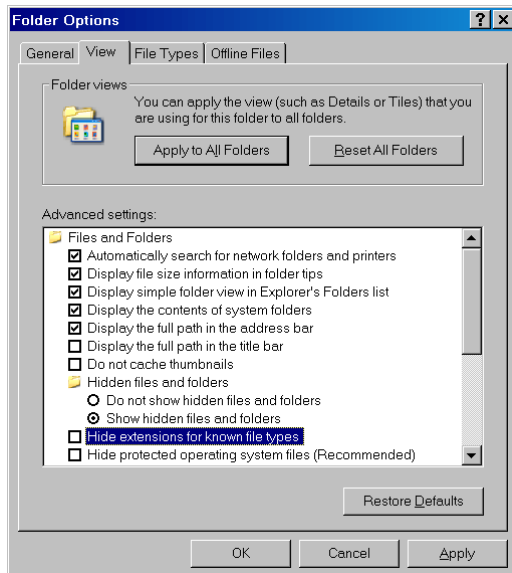 Folder Options
General View File Types Offline Files
Folder views
You can apply the view (such as Details or Tiles) that you
are using for this folder to all folders.
Apply to All Folders Reset All Folders
Advanced settings:
Files and Folders
Automatically search for network folders and printers
Display file size information in folder tips
Display simple folder view in Explorer's Folders list
Display the contents of system folders
Display the full path in the address bar
Display the full path in the title bar
Do not cache thumbnails
Hidden files and folders
Do not show hidden files and folders
Show hidden files and folders
Hide extensions for known file types
Hide protected operating system files (Recommended)
Restore Defaults
OK Cancel Apply